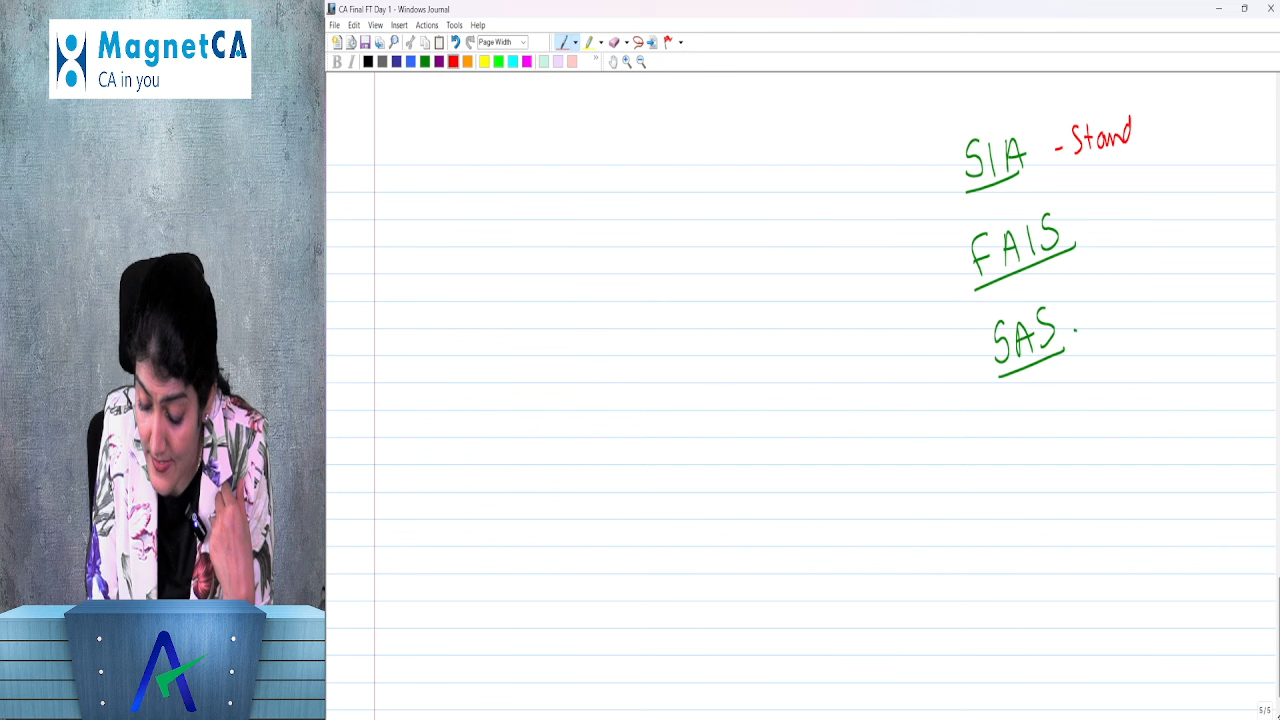 MagnetCA
CA in you
CA Final FT Day 1 - Windows Journal
File Edit View Insert Actions Tools Help
Page Width
B I
SIA - Stand
FAIS
SAS .
5/5